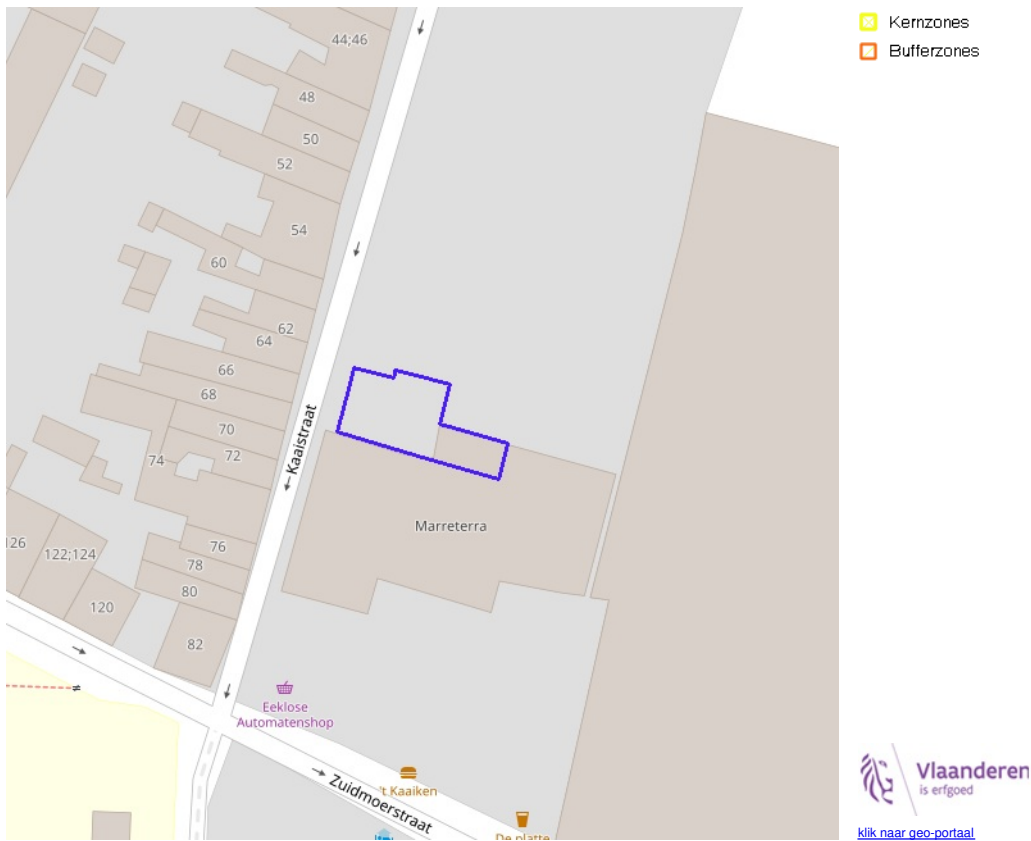 Kernzones
Bufferzones
44;46
48
50
52
54
60
62
64
66
68
70
72
74
Kaaistraat
Marreterra
76
78
80
82
126
122;124
120
Eeklose
Automatenshop
't Kaaiken
Zuidmoerstraat
De platte
Vlaanderen
is erfgoed
klik naar geo-portaal